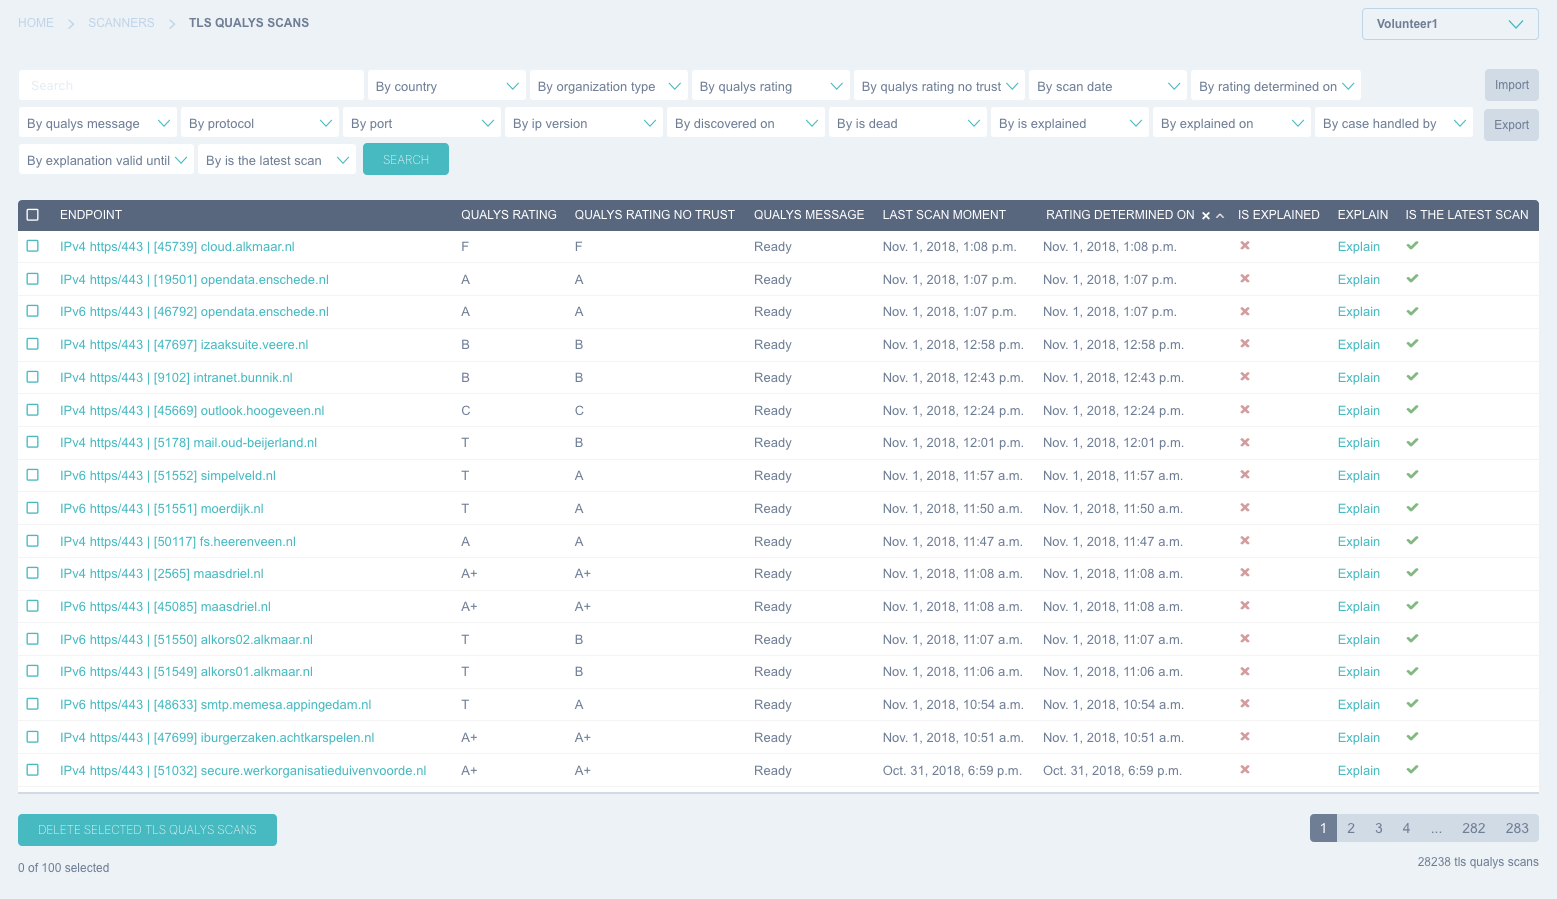 HOME > SCANNERS > TLS QUALYS SCANS
Volunteer1
Search By country By organization type By qualys rating By qualys rating no trust By scan date By rating determined on Import
By qualys message By protocol By port By ip version By discovered on By is dead By is explained By explained on By case handled by Export
By explanation valid until By is the latest scan SEARCH
ENDPOINT QUALYS RATING QUALYS RATING NO TRUST QUALYS MESSAGE LAST SCAN MOMENT RATING DETERMINED ON IS EXPLAINED EXPLAIN IS THE LATEST SCAN
IPv4 https/443 | [45739] cloud.alkmaar.nl F F Ready Nov. 1, 2018, 1:08 p.m. Nov. 1, 2018, 1:08 p.m. Explain
IPv4 https/443 | [19501] opendata.enschede.nl A A Ready Nov. 1, 2018, 1:07 p.m. Nov. 1, 2018, 1:07 p.m. Explain
IPv6 https/443 | [46792] opendata.enschede.nl A A Ready Nov. 1, 2018, 1:07 p.m. Nov. 1, 2018, 1:07 p.m. Explain
IPv4 https/443 | [47697] izaaksuite.veere.nl B B Ready Nov. 1, 2018, 12:58 p.m. Nov. 1, 2018, 12:58 p.m. Explain
IPv4 https/443 | [9102] intranet.bunnik.nl B B Ready Nov. 1, 2018, 12:43 p.m. Nov. 1, 2018, 12:43 p.m. Explain
IPv4 https/443 | [45669] outlook.hoogeveen.nl C C Ready Nov. 1, 2018, 12:24 p.m. Nov. 1, 2018, 12:24 p.m. Explain
IPv4 https/443 | [5178] mail.oud-beijerland.nl T B Ready Nov. 1, 2018, 12:01 p.m. Nov. 1, 2018, 12:01 p.m. Explain
IPv6 https/443 | [51552] simpelveld.nl T A Ready Nov. 1, 2018, 11:57 a.m. Nov. 1, 2018, 11:57 a.m. Explain
IPv6 https/443 | [51551] moerdijk.nl T A Ready Nov. 1, 2018, 11:50 a.m. Nov. 1, 2018, 11:50 a.m. Explain
IPv4 https/443 | [50117] fs.heerenveen.nl A A Ready Nov. 1, 2018, 11:47 a.m. Nov. 1, 2018, 11:47 a.m. Explain
IPv4 https/443 | [2565] maasdriel.nl A+ A+ Ready Nov. 1, 2018, 11:08 a.m. Nov. 1, 2018, 11:08 a.m. Explain
IPv6 https/443 | [45085] maasdriel.nl A+ A+ Ready Nov. 1, 2018, 11:08 a.m. Nov. 1, 2018, 11:08 a.m. Explain
IPv6 https/443 | [51550] alkors02.alkmaar.nl T B Ready Nov. 1, 2018, 11:07 a.m. Nov. 1, 2018, 11:07 a.m. Explain
IPv6 https/443 | [51549] alkors01.alkmaar.nl T B Ready Nov. 1, 2018, 11:06 a.m. Nov. 1, 2018, 11:06 a.m. Explain
IPv6 https/443 | [48633] smtp.memesa.appingedam.nl T A Ready Nov. 1, 2018, 10:54 a.m. Nov. 1, 2018, 10:54 a.m. Explain
IPv4 https/443 | [47699] iburgerzaken.achtkarspelen.nl A+ A+ Ready Nov. 1, 2018, 10:51 a.m. Nov. 1, 2018, 10:51 a.m. Explain
IPv4 https/443 | [51032] secure.werkorganisatieduivenvoorde.nl A+ A+ Ready Oct. 31, 2018, 6:59 p.m. Oct. 31, 2018, 6:59 p.m. Explain
DELETE SELECTED TLS QUALYS SCANS 1 2 3 4 ... 282 283
0 of 100 selected 28238 tls qualys scans